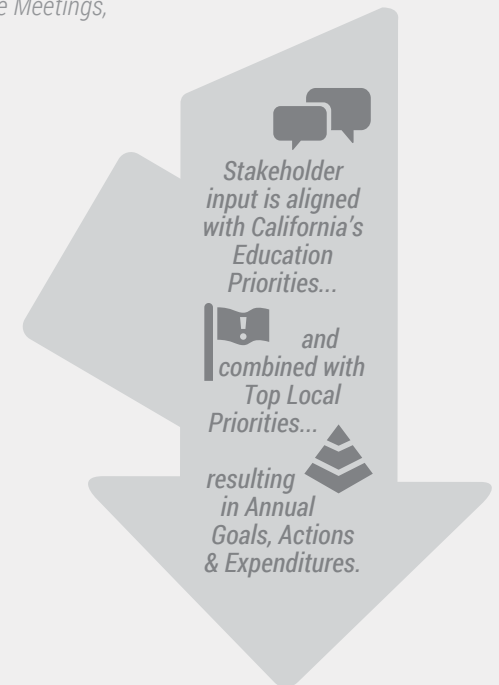 e Meetings,
Stakeholder
input is aligned
with California's
Education
Priorities...
! and
combined with
Top Local
Priorities...
resulting
in Annual
Goals, Actions
& Expenditures.